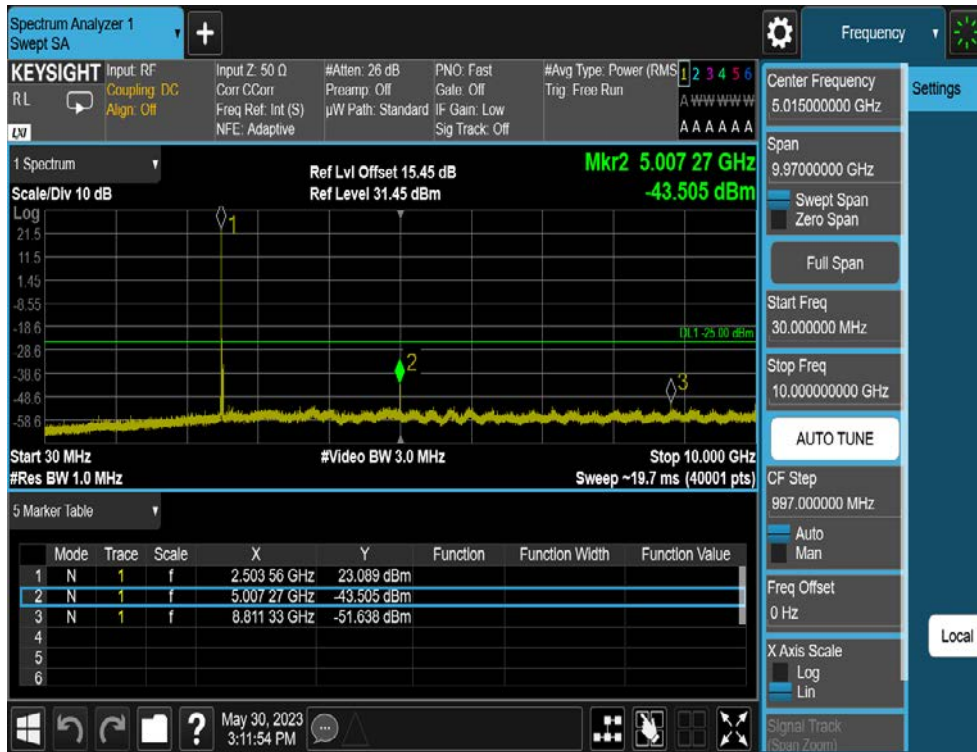 Spectrum Analyzer 1
Swept SA
+
Frequency
KEYSIGHT
RL
LXI
Input: RF
Coupling: DC
Align: Off
Input Z: 50 Ω
Corr CCorr
Freq Ref: Int (S)
NFE: Adaptive
#Atten: 26 dB
Preamp: Off
µW Path: Standard
PNO: Fast
Gate: Off
IF Gain: Low
Sig Track: Off
#Avg Type: Power (RMS
Trig: Free Run
1 2 3 4 5 6
A W W W W W
A A A A A A
1 Spectrum
Scale/Div 10 dB
Ref Lvl Offset 15.45 dB
Ref Level 31.45 dBm
Mkr2 5.007 27 GHz
-43.505 dBm
Log
21.5
11.5
1.45
-8.55
-18.6
-28.6
-38.6
-48.6
-58.6
1
2
3
DL1 -25.00 dBm
Start 30 MHz
#Res BW 1.0 MHz
#Video BW 3.0 MHz
Stop 10.000 GHz
Sweep ~19.7 ms (40001 pts)
5 Marker Table
Mode Trace Scale X Y Function Function Width Function Value
1 N 1 f 2.503 56 GHz 23.089 dBm
2 N 1 f 5.007 27 GHz -43.505 dBm
3 N 1 f 8.811 33 GHz -51.638 dBm
4
5
6
?
May 30, 2023
3:11:54 PM
Center Frequency
5.015000000 GHz
Span
9.97000000 GHz
Swept Span
Zero Span
Full Span
Start Freq
30.000000 MHz
Stop Freq
10.000000000 GHz
AUTO TUNE
CF Step
997.000000 MHz
Auto
Man
Freq Offset
0 Hz
X Axis Scale
Log
Lin
Signal Track
(Span Zoom)
Settings
Local